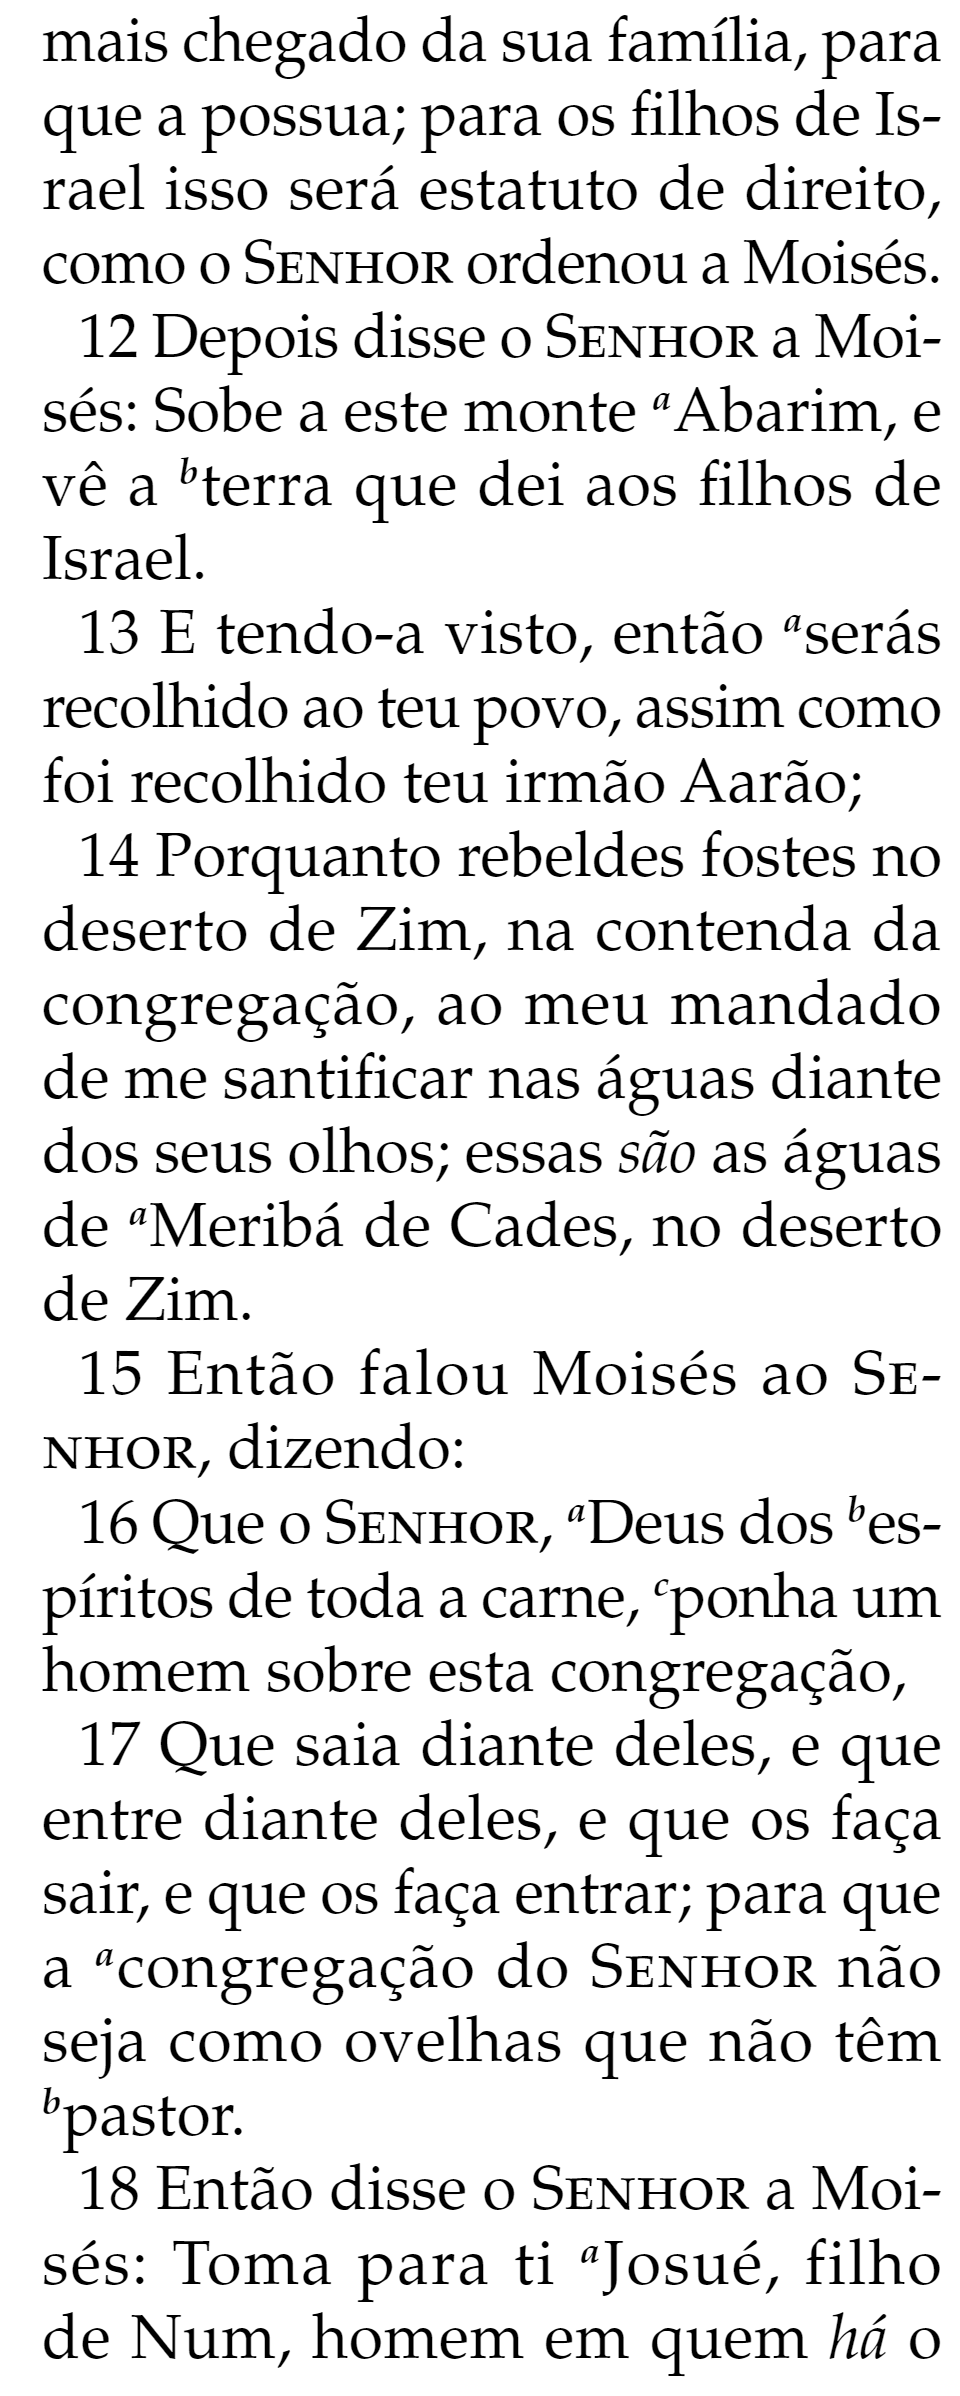 mais chegado da sua família, para
que a possua; para os filhos de Is-
rael isso será estatuto de direito,
como o SENHOR ordenou a Moisés.
12 Depois disse o SENHOR a Moi-
sés: Sobe a este monte aAbarim, e
vê a bterra que dei aos filhos de
Israel.
13 E tendo-a visto, então aserás
recolhido ao teu povo, assim como
foi recolhido teu irmão Aarão;
14 Porquanto rebeldes fostes no
deserto de Zim, na contenda da
congregação, ao meu mandado
de me santificar nas águas diante
dos seus olhos; essas são as águas
de aMeribá de Cades, no deserto
de Zim.
15 Então falou Moisés ao SE-
NHOR, dizendo:
16 Que o SENHOR, aDeus dos bes-
píritos de toda a carne, cponha um
homem sobre esta congregação,
17 Que saia diante deles, e que
entre diante deles, e que os faça
sair, e que os faça entrar; para que
a acongregação do SENHOR não
seja como ovelhas que não têm
bpastor.
18 Então disse o SENHOR a Moi-
sés: Toma para ti aJosué, filho
de Num, homem em quem há o